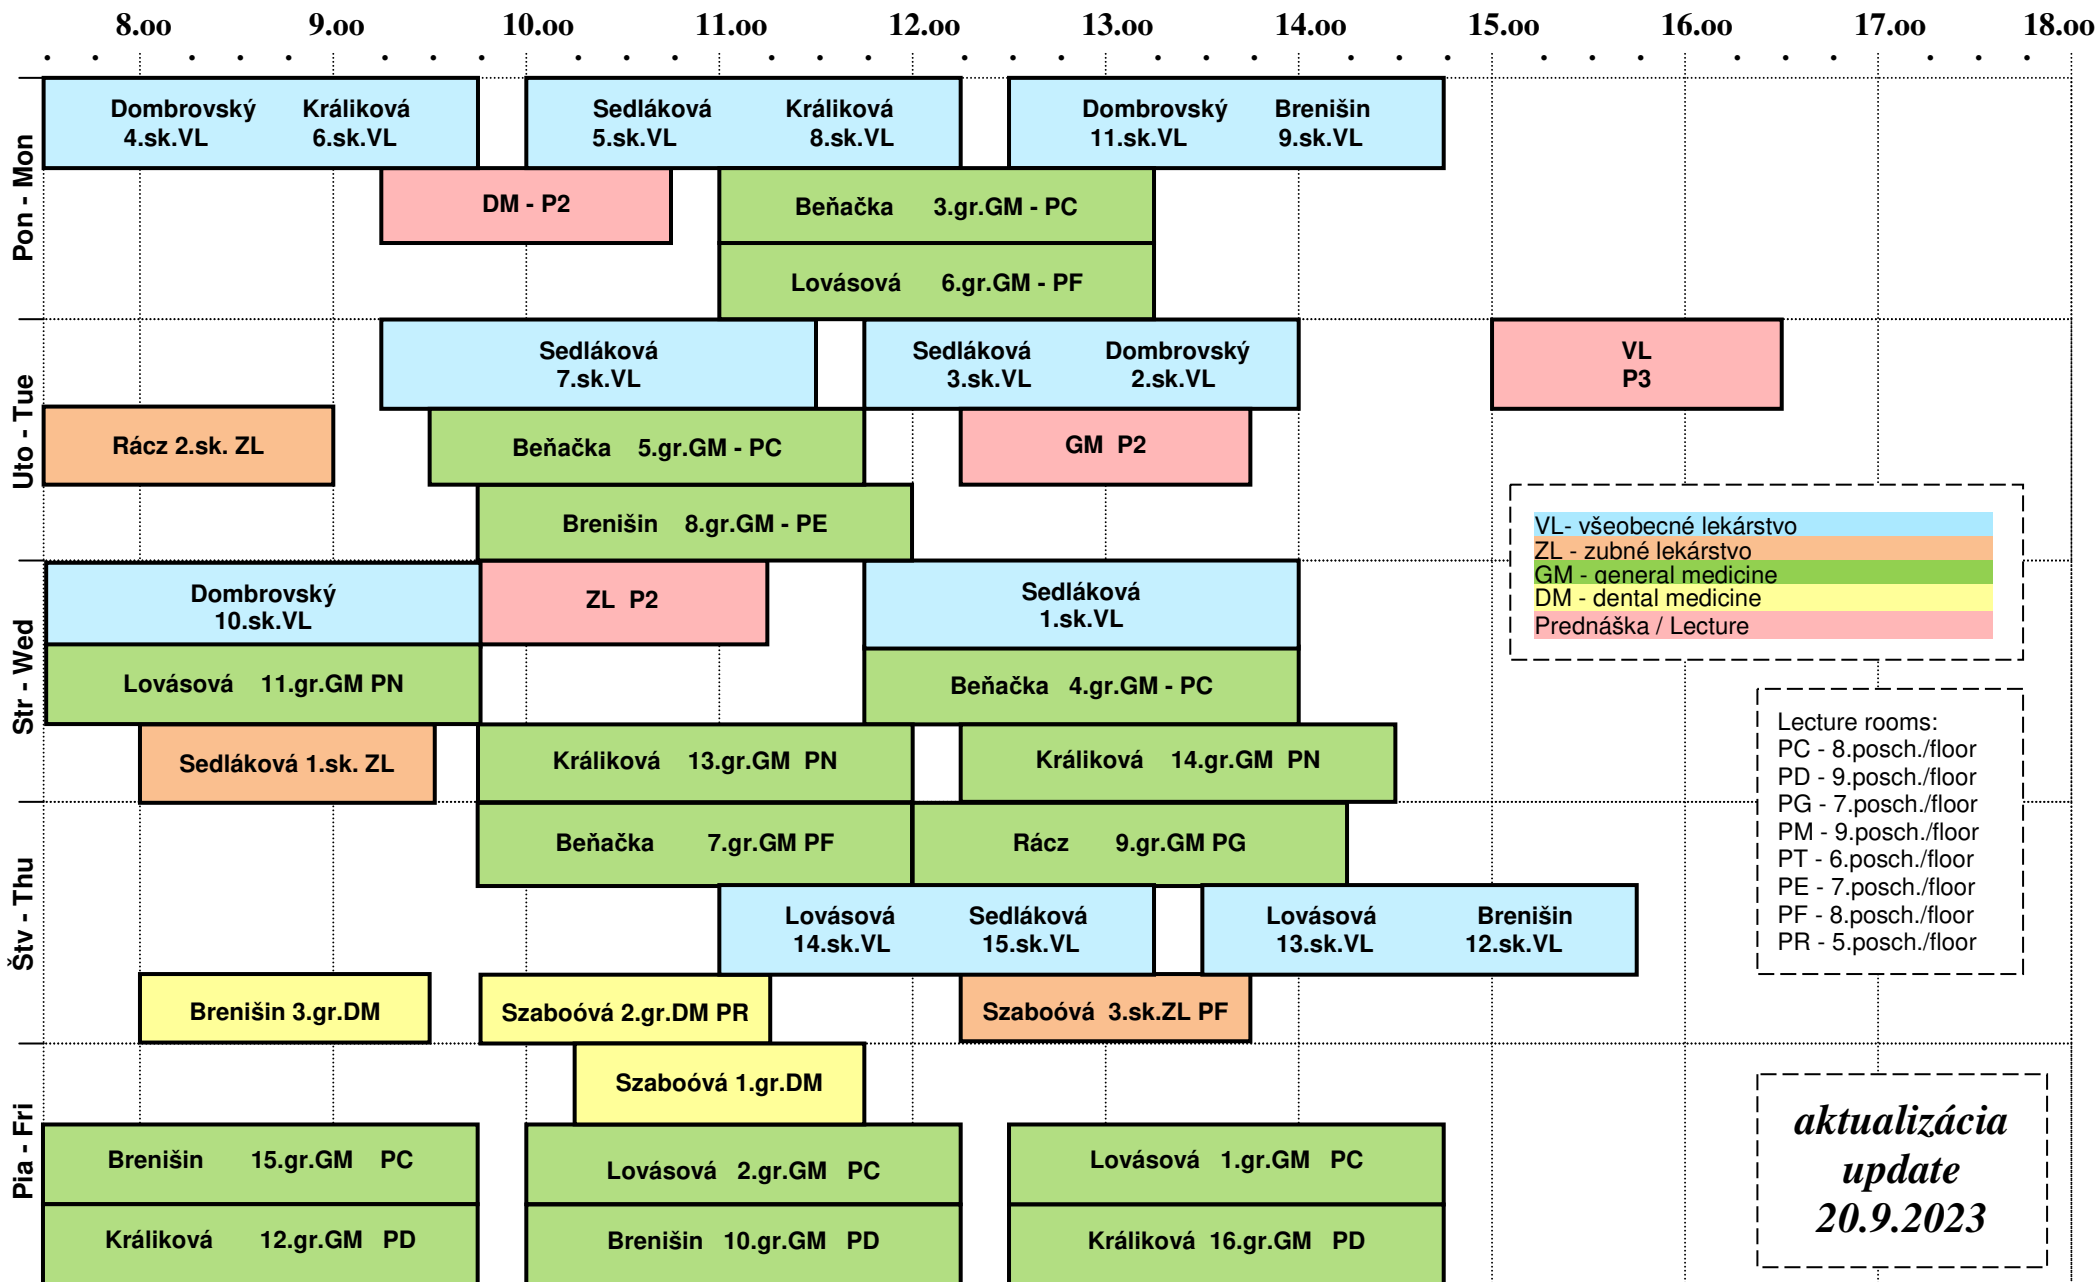 8.00 9.00 10.00 11.00 12.00 13.00 14.00 15.00 16.00 17.00 18.00
Pon - Mon
Dombrovský Králiková
4.sk.VL 6.sk.VL
Sedláková Králiková
5.sk.VL 8.sk.VL
Dombrovský Brenišin
11.sk.VL 9.sk.VL
DM - P2
Beňačka 3.gr.GM - PC
Lovásová 6.gr.GM - PF
Uto - Tue
Sedláková
7.sk.VL
Sedláková Dombrovský
3.sk.VL 2.sk.VL
VL
P3
Rácz 2.sk. ZL
Beňačka 5.gr.GM - PC
GM P2
Brenišin 8.gr.GM - PE
Str - Wed
Dombrovský
10.sk.VL
ZL P2
Sedláková
1.sk.VL
Lovásová 11.gr.GM PN
Beňačka 4.gr.GM - PC
Sedláková 1.sk. ZL
Králiková 13.gr.GM PN
Králiková 14.gr.GM PN
Štv - Thu
Beňačka 7.gr.GM PF
Rácz 9.gr.GM PG
Lovásová Sedláková
14.sk.VL 15.sk.VL
Lovásová Brenišin
13.sk.VL 12.sk.VL
Brenišin 3.gr.DM
Szaboóvá 2.gr.DM PR
Szaboóvá 3.sk.ZL PF
Pia - Fri
Szaboóvá 1.gr.DM
Brenišin 15.gr.GM PC
Lovásová 2.gr.GM PC
Lovásová 1.gr.GM PC
Králiková 12.gr.GM PD
Brenišin 10.gr.GM PD
Králiková 16.gr.GM PD
VL- všeobecné lekárstvo
ZL - zubné lekárstvo
GM - general medicine
DM - dental medicine
Prednáška / Lecture
Lecture rooms:
PC - 8.posch./floor
PD - 9.posch./floor
PG - 7.posch./floor
PM - 9.posch./floor
PT - 6.posch./floor
PE - 7.posch./floor
PF - 8.posch./floor
PR - 5.posch./floor
aktualizácia
update
20.9.2023